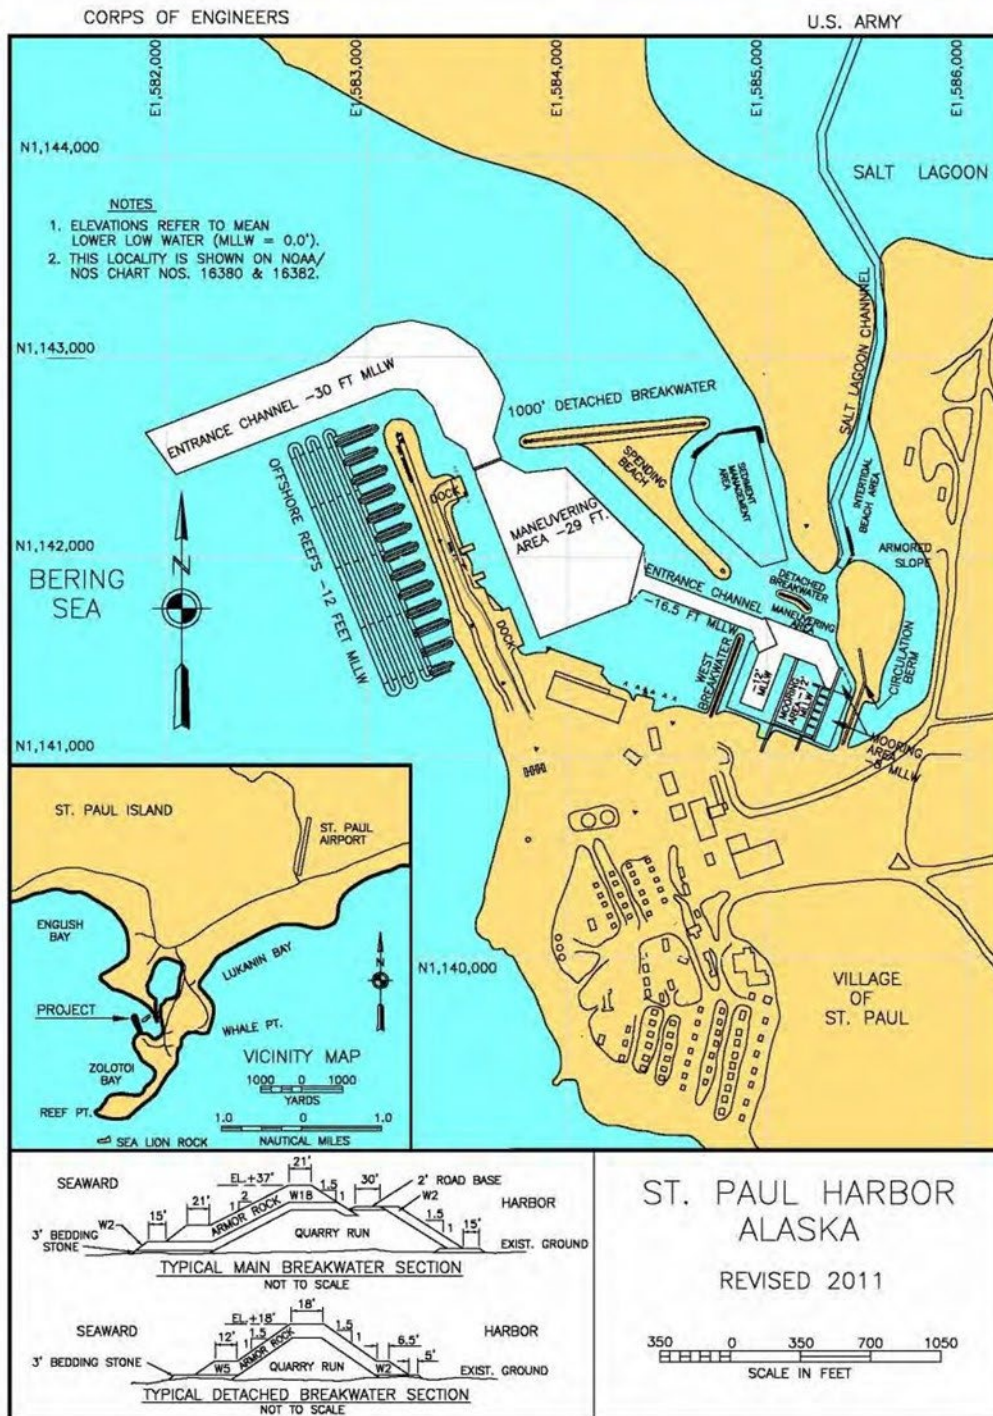 CORPS OF ENGINEERS
U.S. ARMY
E1,582,000
E1,583,000
E1,584,000
E1,585,000
E1,586,000
N1,144,000
SALT LAGOON
NOTES
1. ELEVATIONS REFER TO MEAN
LOWER LOW WATER (MLLW = 0.0').
2. THIS LOCALITY IS SHOWN ON NOAA/
NOS CHART NOS. 16380 & 16382.
SALT LAGOON CHANNNEL
N1,143,000
ENTRANCE CHANNEL -30 FT MLLW
1000' DETACHED BREAKWATER
OFFSHORE REEFS -12 FEET MLLW
DOCK
SPENDING
BEACH
SEDIMENT
MANAGEMENT
AREA
INTERTIDAL
BEACH AREA
MANEUVERING
AREA -29 FT.
N1,142,000
ARMORED
SLOPE
BERING
SEA
N
ENTRANCE CHANNEL
-16.5 FT MLLW
DETACHED
BREAKWATER
MANEUVERING
AREA
DOCK
WEST
BREAKWATER
-12'
MLLW
MOORING
AREA -12'
MLLW
CIRCULATION
BERM
MOORING
AREA
-8 MLLW
N1,141,000
ST. PAUL ISLAND
ST. PAUL
AIRPORT
ENGLISH
BAY
LUKANIN BAY
N
PROJECT
WHALE PT.
ZOLOTOI
BAY
VICINITY MAP
1000 0 1000
YARDS
REEF PT.
1.0 0 1.0
NAUTICAL MILES
SEA LION ROCK
N1,140,000
VILLAGE
OF
ST. PAUL
SEAWARD
EL.+37'
21'
1.5
1
30'
2' ROAD BASE
W2
HARBOR
21'
2
1
W18
ARMOR ROCK
15'
W2
3' BEDDING
STONE
QUARRY RUN
1.5
1
15'
EXIST. GROUND
TYPICAL MAIN BREAKWATER SECTION
NOT TO SCALE
SEAWARD
EL.+18'
18'
HARBOR
12'
1.5
1
ARMOR ROCK
1.5
1
6.5'
5'
3' BEDDING STONE
W5
QUARRY RUN
W2
EXIST. GROUND
TYPICAL DETACHED BREAKWATER SECTION
NOT TO SCALE
ST. PAUL HARBOR
ALASKA
REVISED 2011
350 0 350 700 1050
SCALE IN FEET